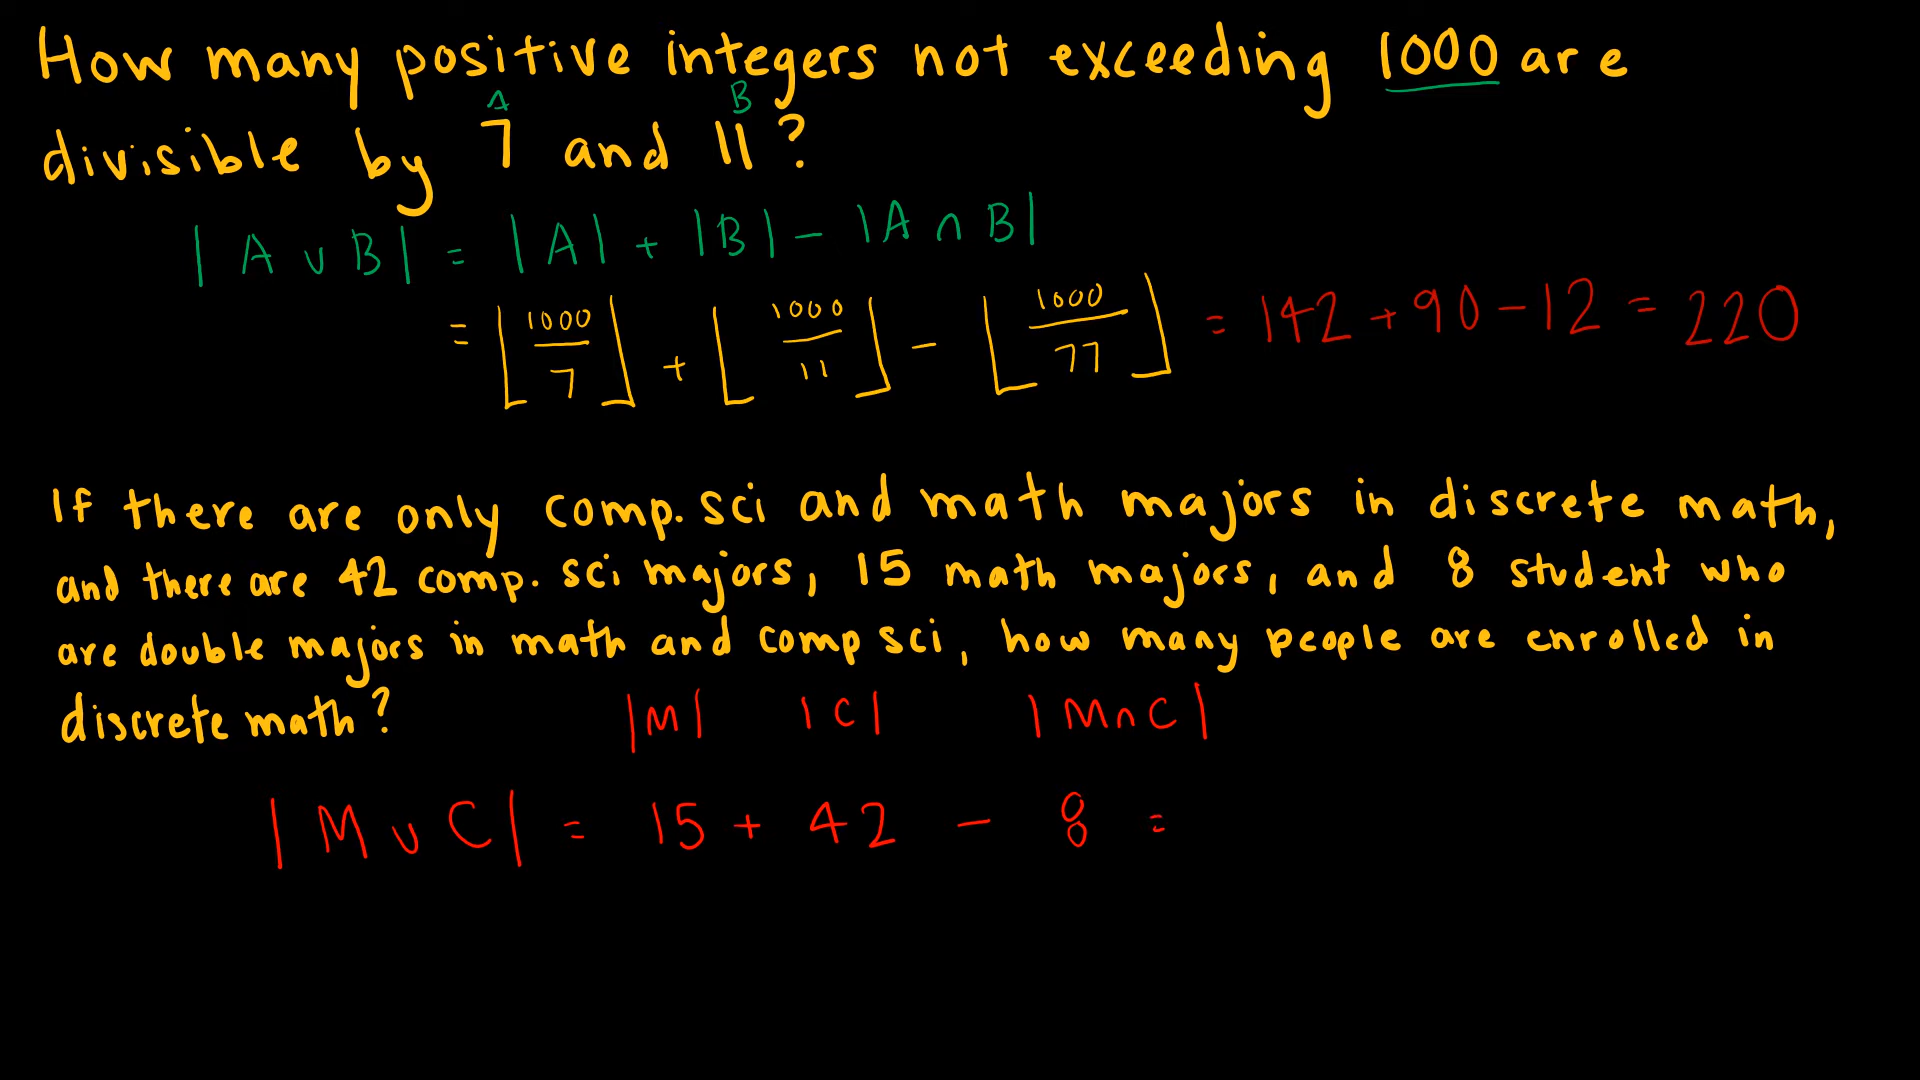 How many positive integers not exceeding 1000 are
A B
divisible by 7 and 11?
|A ∪ B| = |A| + |B| - |A ∩ B|
= ⌊1000/7⌋ + ⌊1000/11⌋ - ⌊1000/77⌋ = 142 + 90 - 12 = 220
If there are only comp. sci and math majors in discrete math,
and there are 42 comp. sci majors, 15 math majors, and 8 student who
are double majors in math and comp sci, how many people are enrolled in
discrete math? |M| |C| |M ∩ C|
|M ∪ C| = 15 + 42 - 8 =